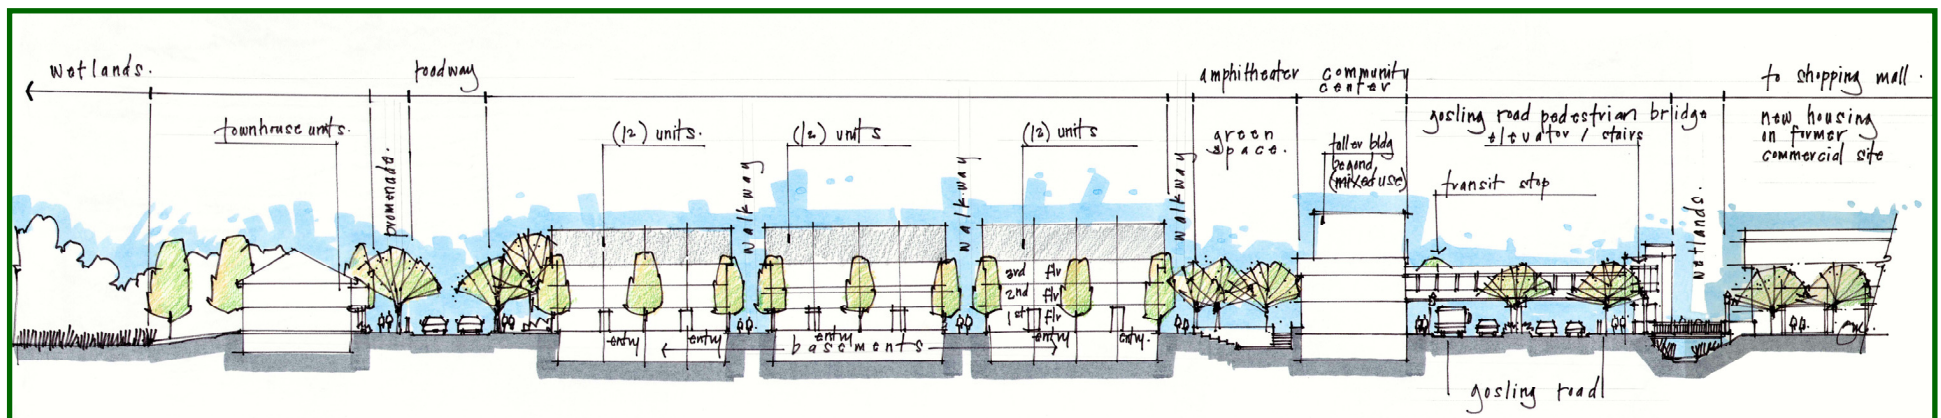 wetlands.
roadway
amphitheater
community
center
to shopping mall.
townhouse units.
(12) units.
(12) units
(12) units
green
space.
taller bldg
beyond
(mixed use)
gosling road pedestrian bridge
elevator / stairs
transit stop
new housing
on former
commercial site
promenade.
walkway
walkway
walkway
wetlands.
3rd flr
2nd flr
1st flr
entry
entry
entry
entry
entry.
basements
gosling road